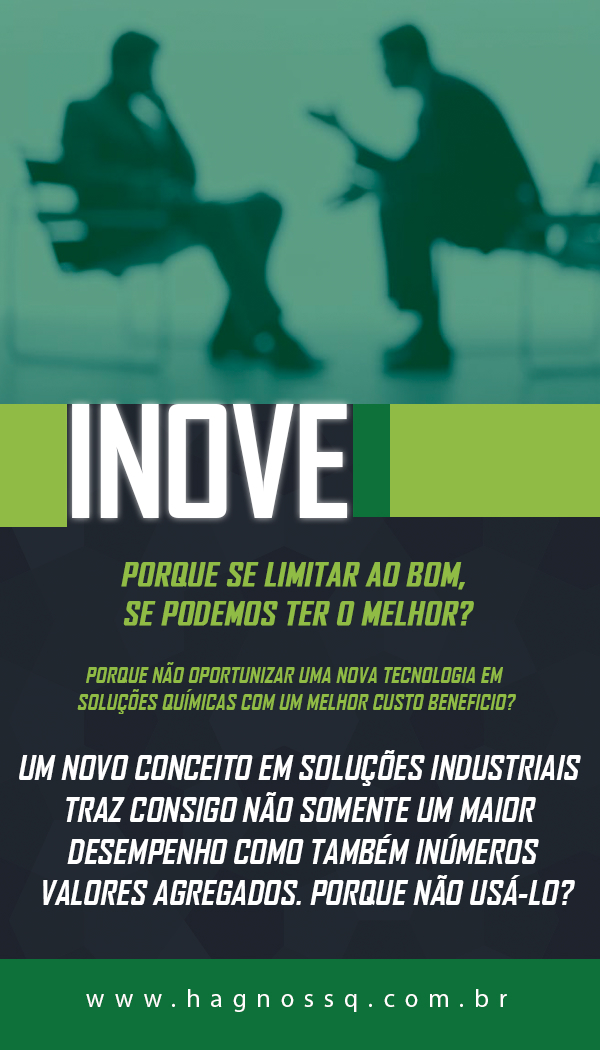 INOVE
PORQUE SE LIMITAR AO BOM,
SE PODEMOS TER O MELHOR?
PORQUE NÃO OPORTUNIZAR UMA NOVA TECNOLOGIA EM
SOLUÇÕES QUÍMICAS COM UM MELHOR CUSTO BENEFICIO?
UM NOVO CONCEITO EM SOLUÇÕES INDUSTRIAIS
TRAZ CONSIGO NÃO SOMENTE UM MAIOR
DESEMPENHO COMO TAMBÉM INÚMEROS
VALORES AGREGADOS. PORQUE NÃO USÁ-LO?
www.hagnossq.com.br